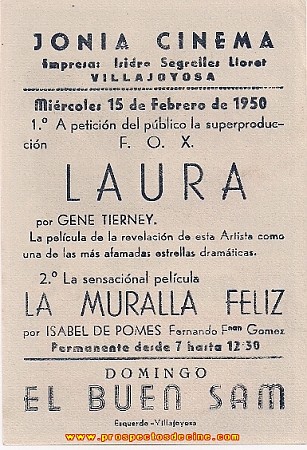 JONIA CINEMA
Empresa: Isidro Segrelles Lloret
VILLAJOYOSA
Miércoles 15 de Febrero de 1950
1.º A petición del público la superproduc-
ción F. O. X.
LAURA
por GENE TIERNEY.
La película de la revelación de esta Artista como
una de las más afamadas estrellas dramáticas.
2.º La sensacional película
LA MURALLA FELIZ
por ISABEL DE POMES Fernando Fnan Gomez
Permanente desde 7 hasta 12'30
DOMINGO
EL BUEN SAM
Esquerdo-Villajoyosa
www.prospectosdecine.com